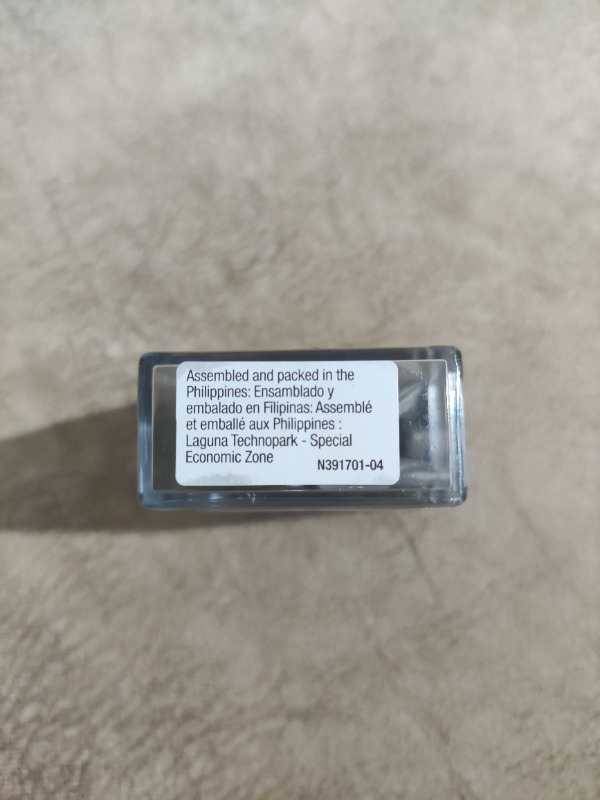 Assembled and packed in the
Philippines: Ensamblado y
embalado en Filipinas: Assemblé
et emballé aux Philippines :
Laguna Technopark - Special
Economic Zone
N391701-04